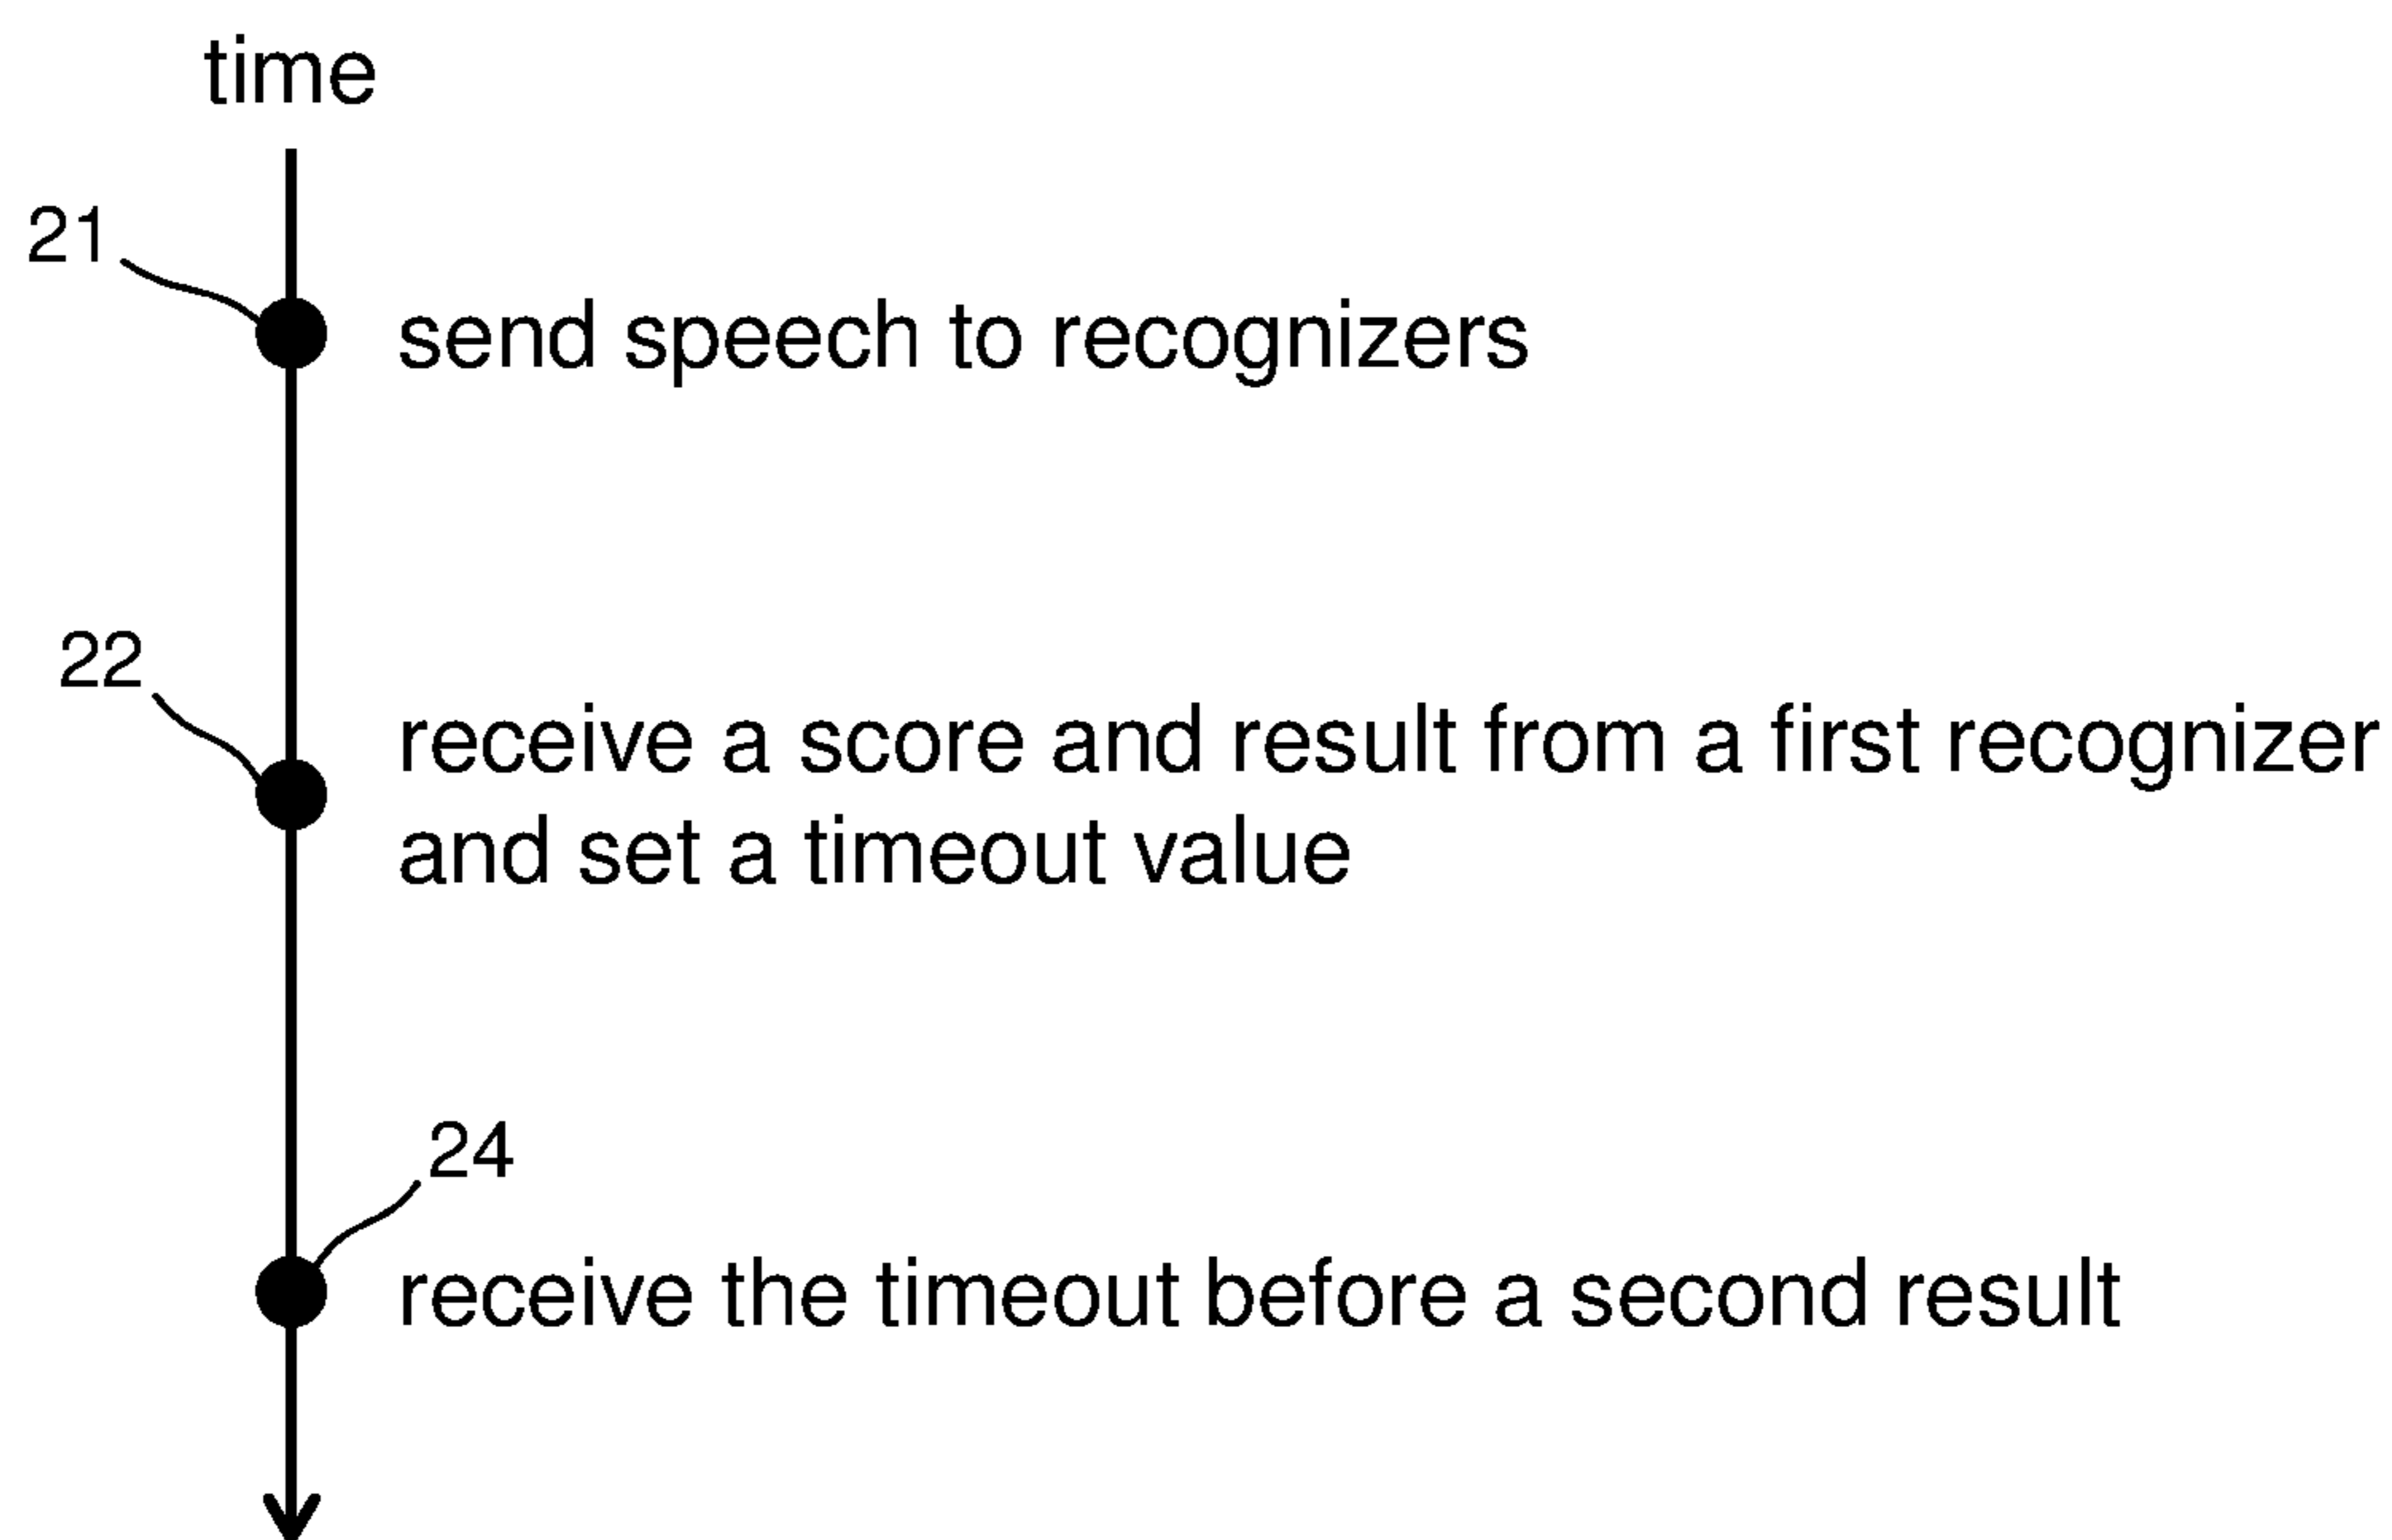 time
21
send speech to recognizers
22
receive a score and result from a first recognizer
and set a timeout value
24
receive the timeout before a second result